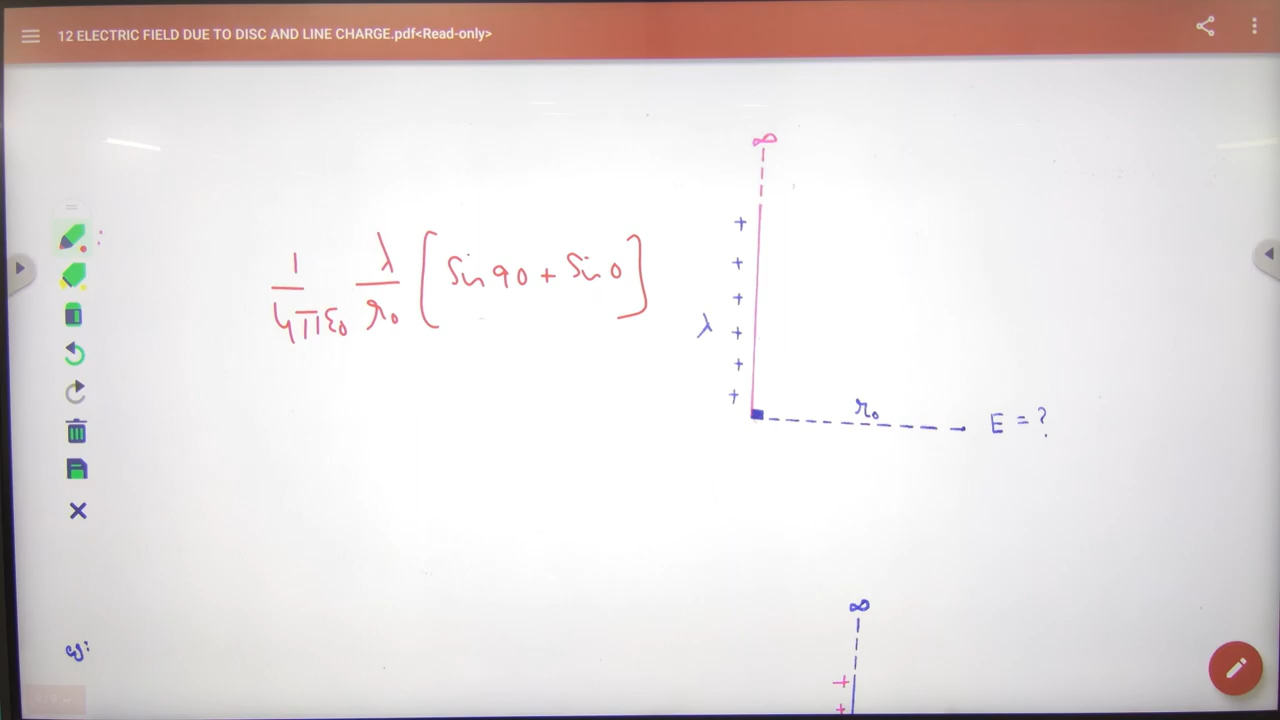 12 ELECTRIC FIELD DUE TO DISC AND LINE CHARGE.pdf<Read-only>
∞
1/4πε₀ λ/r₀ [Sin 90 + Sin 0]
+
+
+
λ +
+
+
r₀ E = ?
∞
+
+